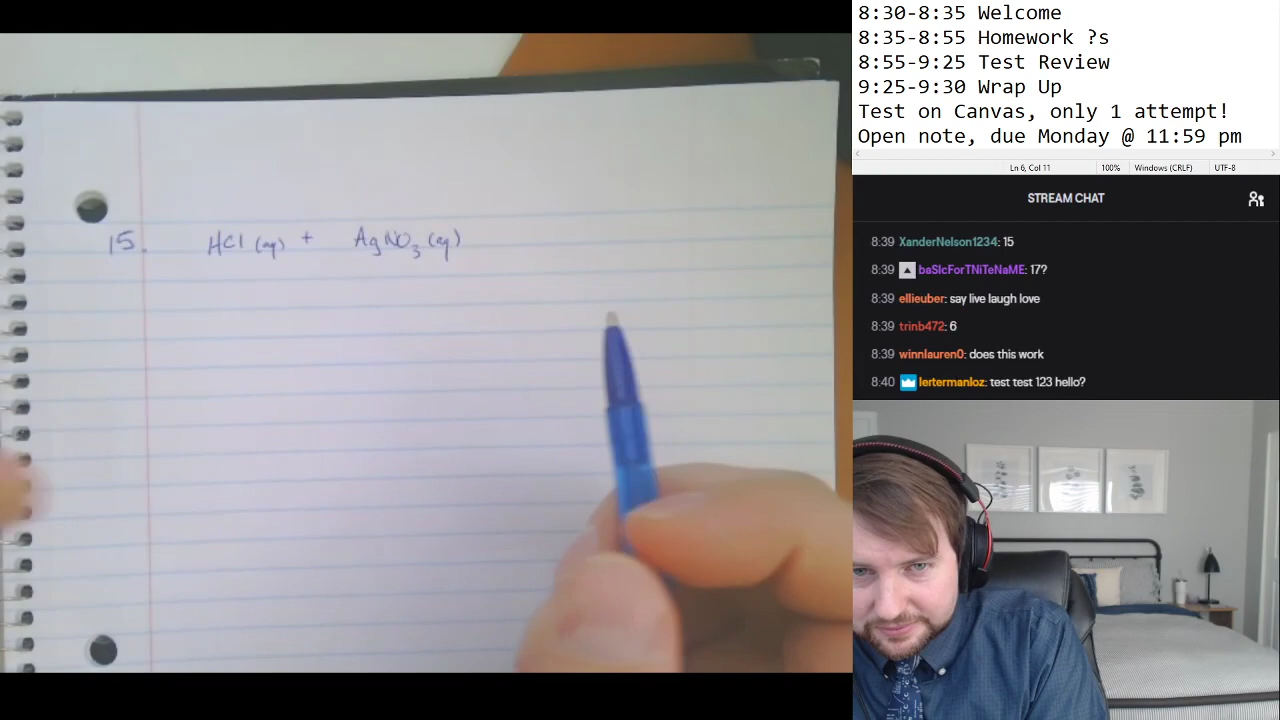 15. HCl (aq) + AgNO₃ (aq)
8:30-8:35 Welcome
8:35-8:55 Homework ?s
8:55-9:25 Test Review
9:25-9:30 Wrap Up
Test on Canvas, only 1 attempt!
Open note, due Monday @ 11:59 pm
Ln 6, Col 11 100% Windows (CRLF) UTF-8
STREAM CHAT
8:39 XanderNelson1234: 15
8:39 baSIcForTNiTeNaME: 17?
8:39 ellieuber: say live laugh love
8:39 trinb472: 6
8:39 winnlauren0: does this work
8:40 lertermanloz: test test 123 hello?